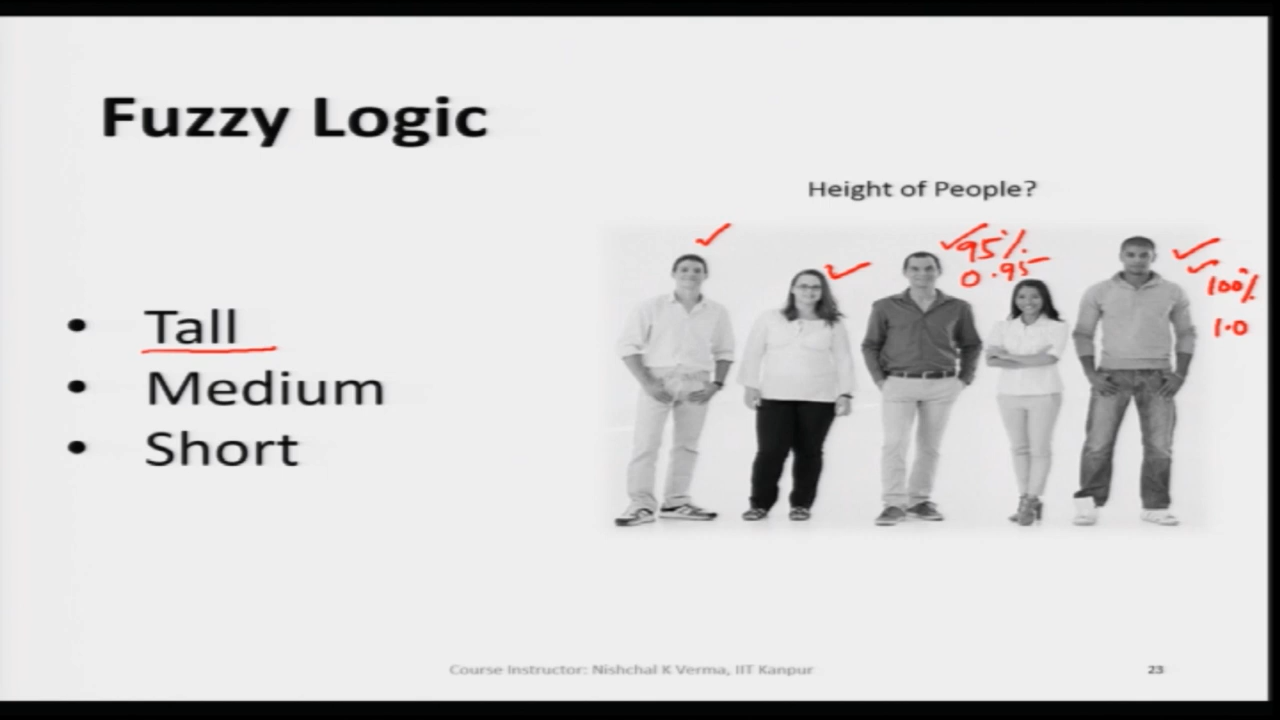 Fuzzy Logic
Height of People?
95%
0.95
100%
1.0
• Tall
• Medium
• Short
Course Instructor: Nishchal K Verma, IIT Kanpur
23